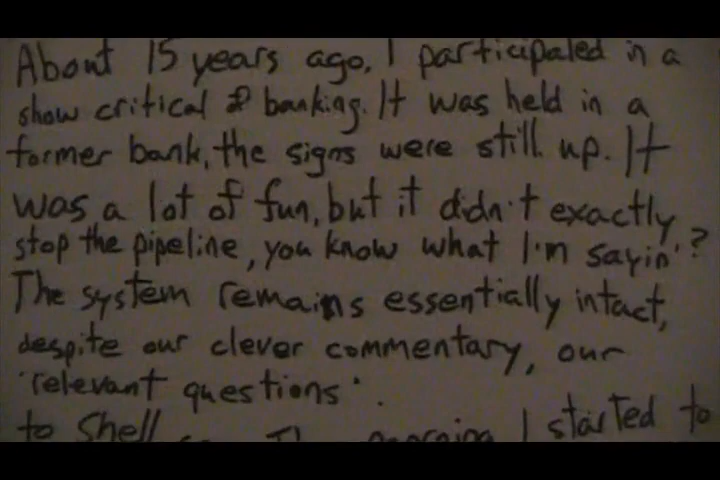 About 15 years ago, I participated in a
show critical of banking. It was held in a
former bank, the signs were still up. It
was a lot of fun, but it didn't exactly
stop the pipeline, you know what I'm sayin'?
The system remains essentially intact,
despite our clever commentary, our
'relevant questions'.
to Shell I started to